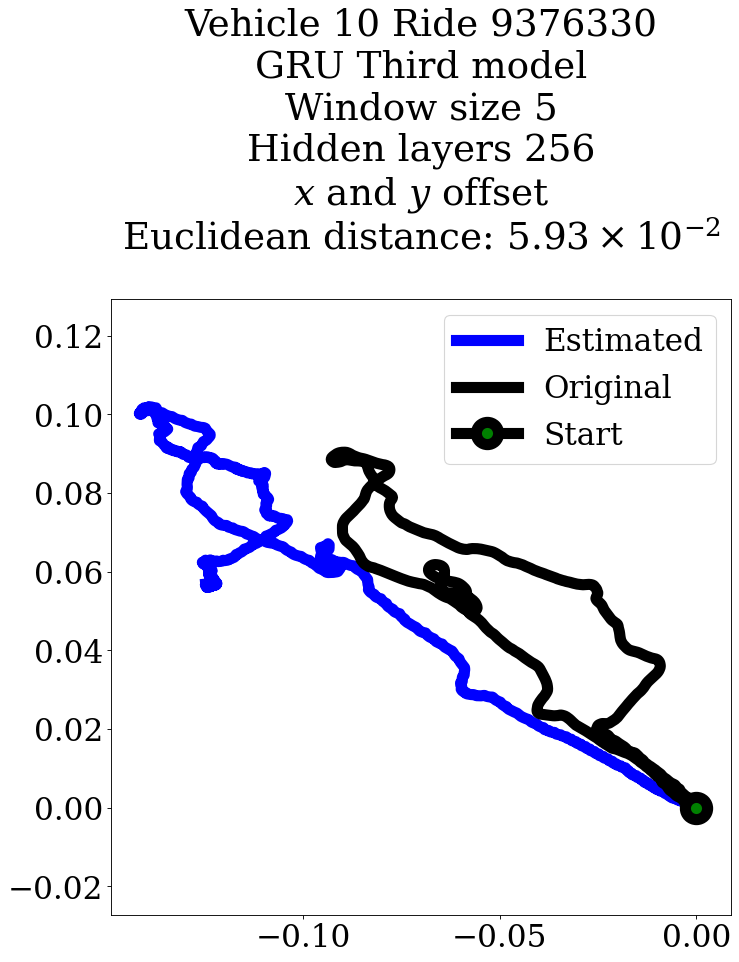 Vehicle 10 Ride 9376330
GRU Third model
Window size 5
Hidden layers 256
x and y offset
Euclidean distance: 5.93 × 10⁻²
Estimated
Original
Start
0.12
0.10
0.08
0.06
0.04
0.02
0.00
−0.02
−0.10
−0.05
0.00